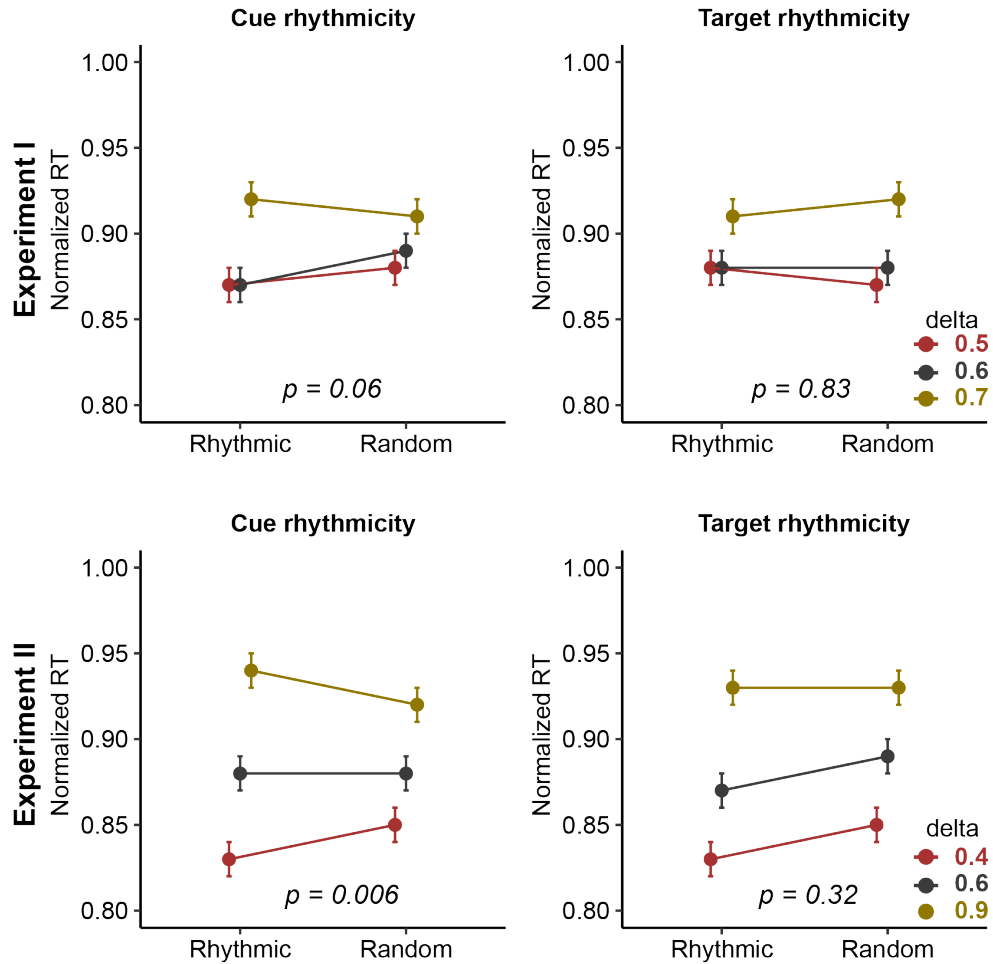 Cue rhythmicity
Target rhythmicity
Experiment I
Normalized RT
1.00
0.95
0.90
0.85
0.80
p = 0.06
Rhythmic
Random
Normalized RT
1.00
0.95
0.90
0.85
0.80
p = 0.83
Rhythmic
Random
delta
0.5
0.6
0.7
Cue rhythmicity
Target rhythmicity
Experiment II
Normalized RT
1.00
0.95
0.90
0.85
0.80
p = 0.006
Rhythmic
Random
Normalized RT
1.00
0.95
0.90
0.85
0.80
p = 0.32
Rhythmic
Random
delta
0.4
0.6
0.9